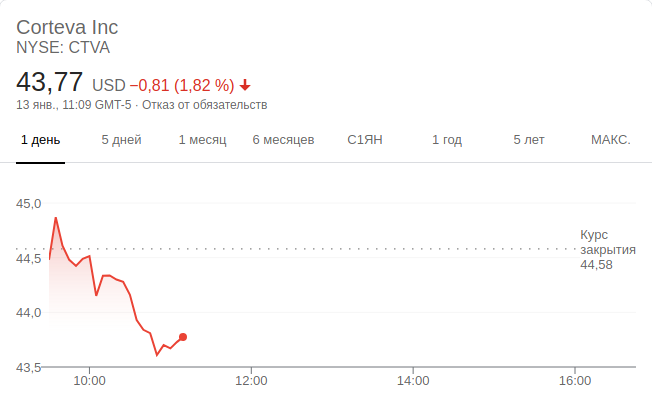 Corteva Inc
NYSE: CTVA
43,77 USD −0,81 (1,82 %)
13 янв., 11:09 GMT-5 · Отказ от обязательств
1 день 5 дней 1 месяц 6 месяцев С1ЯН 1 год 5 лет МАКС.
45,0
Курс
закрытия
44,5
44,58
44,0
43,5
10:00 12:00 14:00 16:00